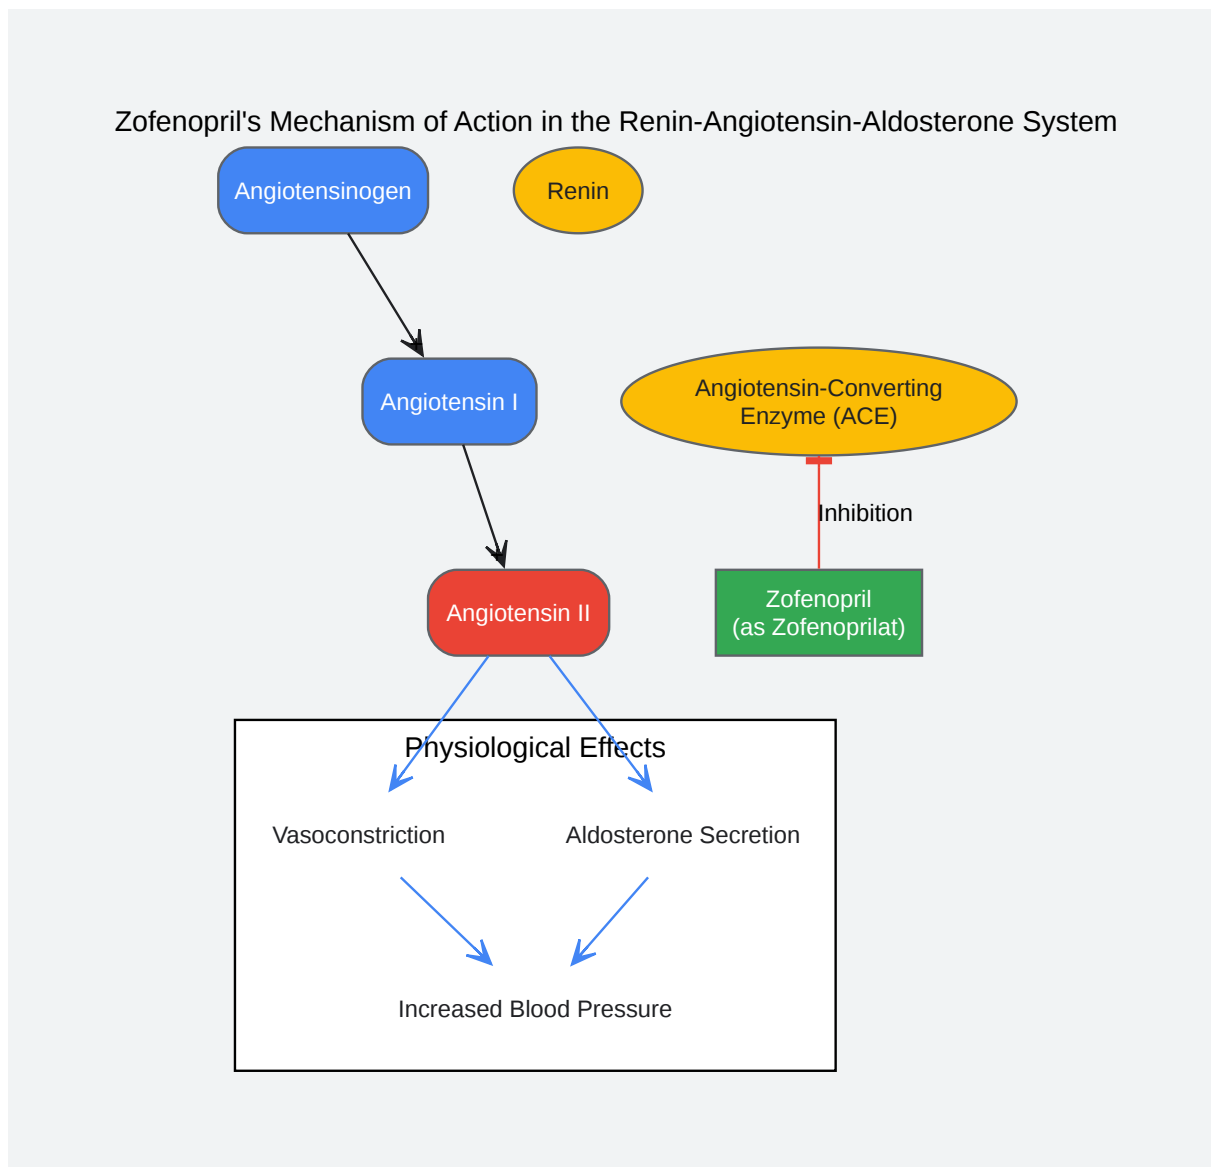 Zofenopril's Mechanism of Action in the Renin-Angiotensin-Aldosterone System
Angiotensinogen
Renin
Angiotensin I
Angiotensin-Converting
Enzyme (ACE)
Inhibition
Angiotensin II
Zofenopril
(as Zofenoprilat)
Physiological Effects
Vasoconstriction
Aldosterone Secretion
Increased Blood Pressure